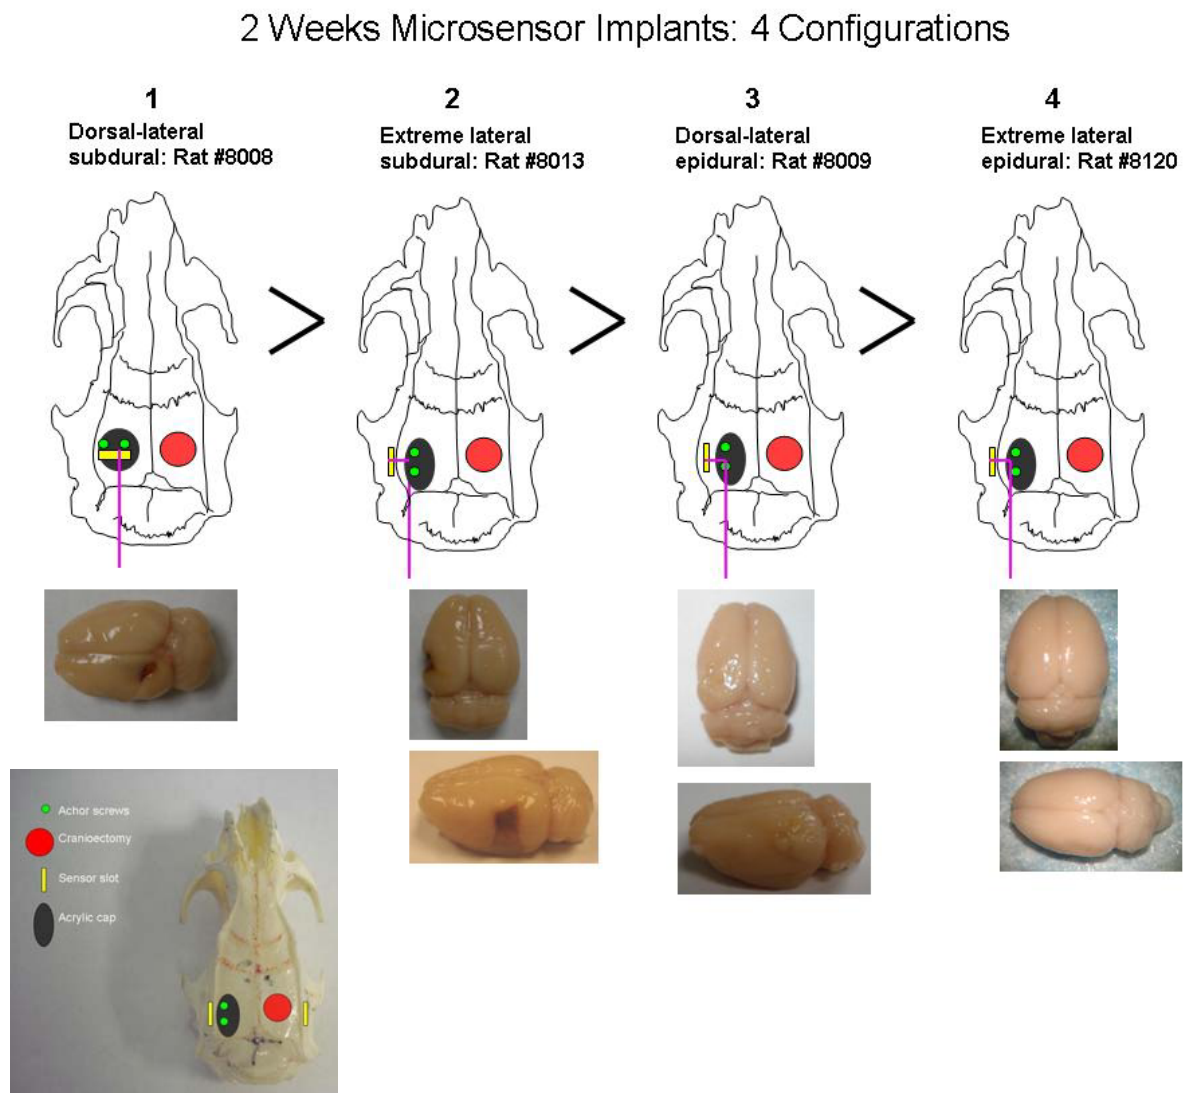 2 Weeks Microsensor Implants: 4 Configurations
1
Dorsal-lateral
subdural: Rat #8008
2
Extreme lateral
subdural: Rat #8013
3
Dorsal-lateral
epidural: Rat #8009
4
Extreme lateral
epidural: Rat #8120
Achor screws
Cranioectomy
Sensor slot
Acrylic cap